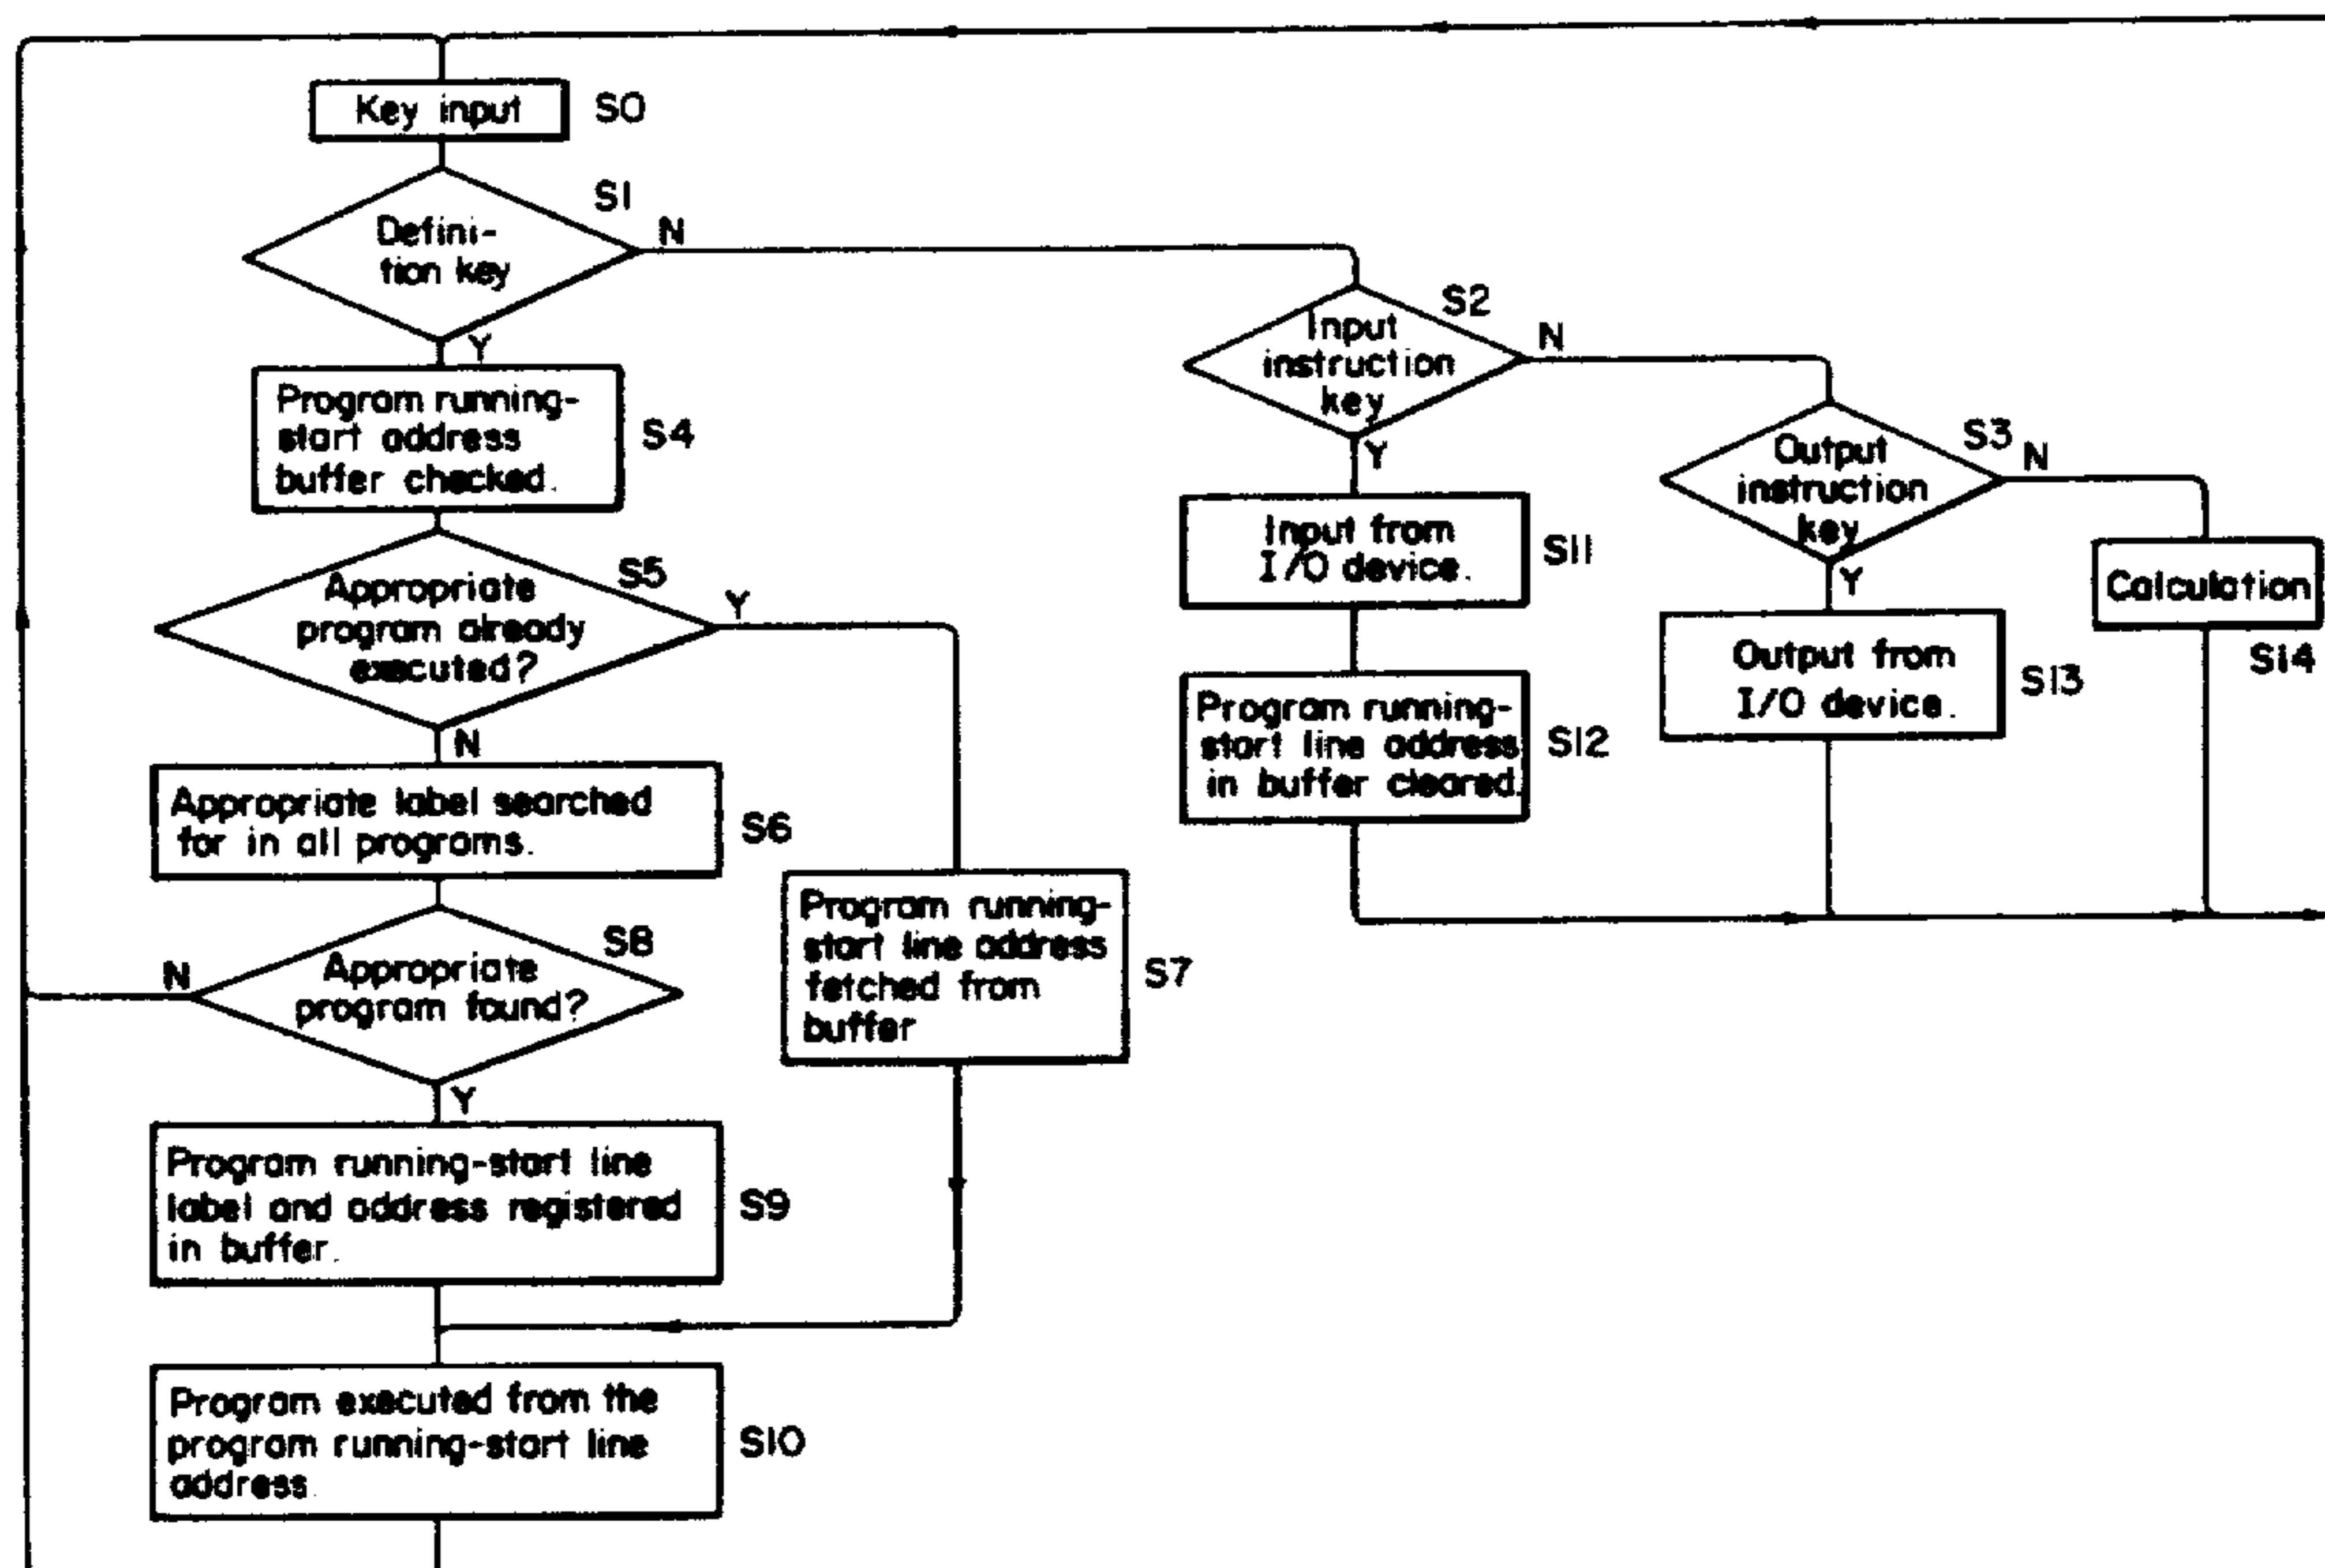 Key input
S0
S1
Defini-
tion key
N
Y
Program running-
start address
buffer checked.
S4
S5
Appropriate
program already
executed?
Y
N
Appropriate label searched
for in all programs.
S6
S8
Appropriate
program found?
N
Y
Program running-
start line address
fetched from
buffer
S7
Program running-start line
label and address registered
in buffer.
S9
Program executed from the
program running-start line
address
S10
S2
Input
instruction
key
N
Y
Input from
I/O device.
S11
Program running-
start line address
in buffer cleared.
S12
S3
Output
instruction
key
N
Y
Output from
I/O device.
S13
Calculation
S14